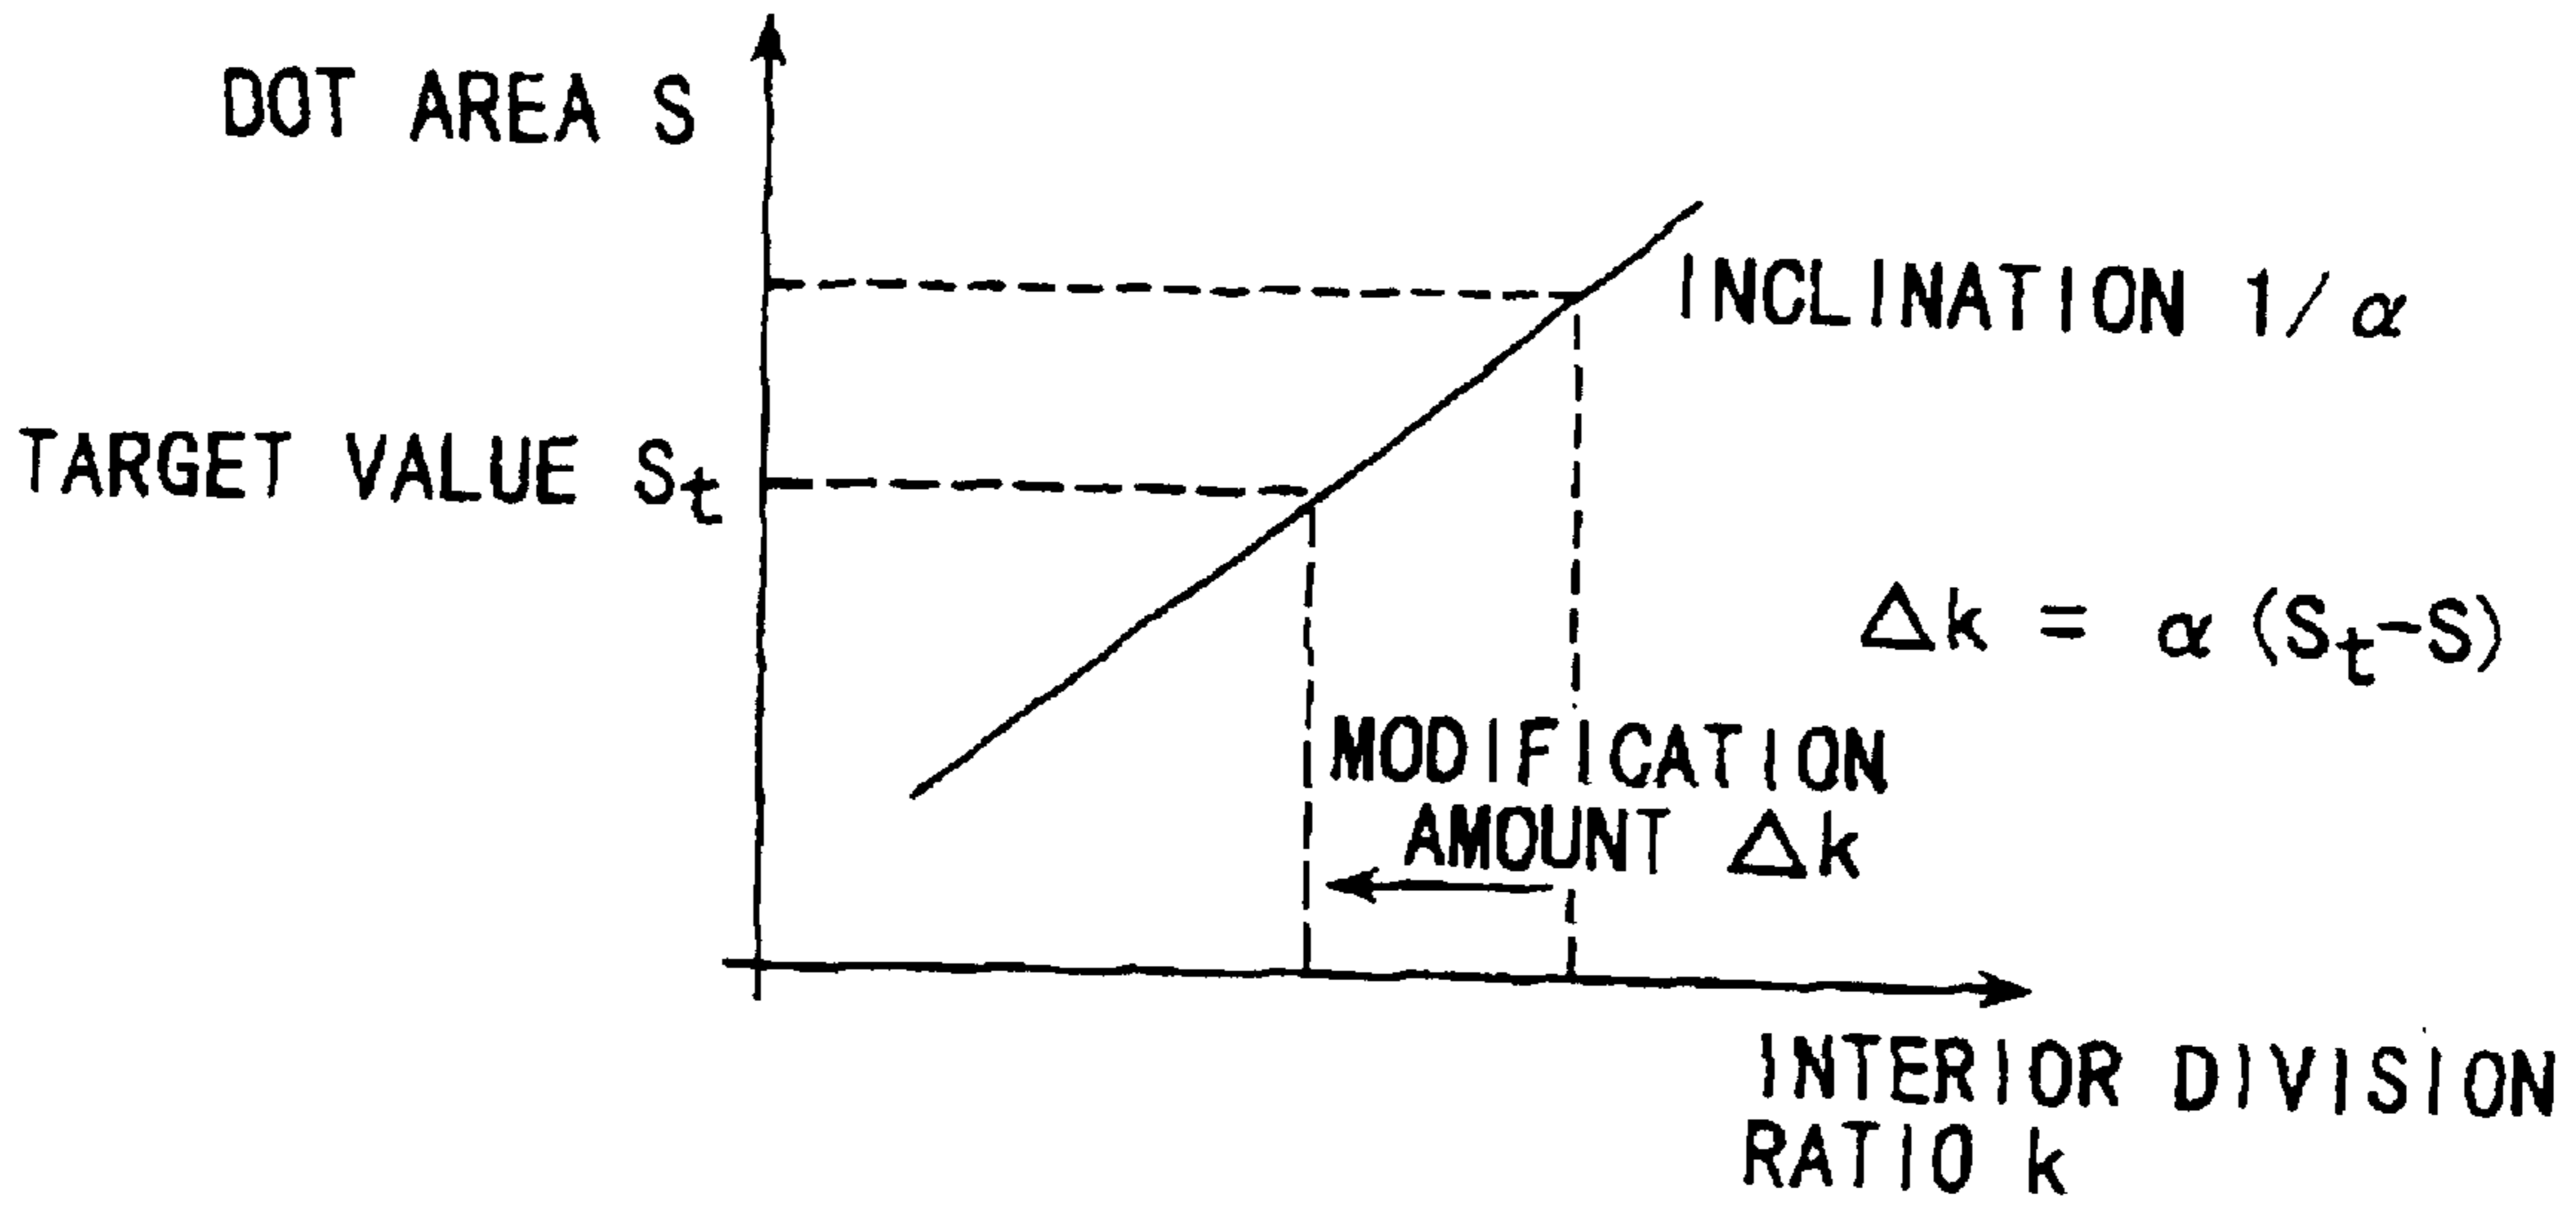 DOT AREA S
INCLINATION 1/α
TARGET VALUE St
Δk = α (St-S)
MODIFICATION
AMOUNT Δk
INTERIOR DIVISION
RATIO k